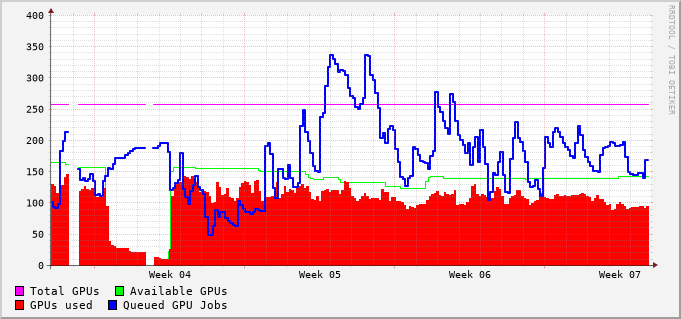 400
350
300
250
200
150
100
50
0
Week 04 Week 05 Week 06 Week 07
Total GPUs Available GPUs
GPUs used Queued GPU Jobs
RRDTOOL / TOBI OETIKER